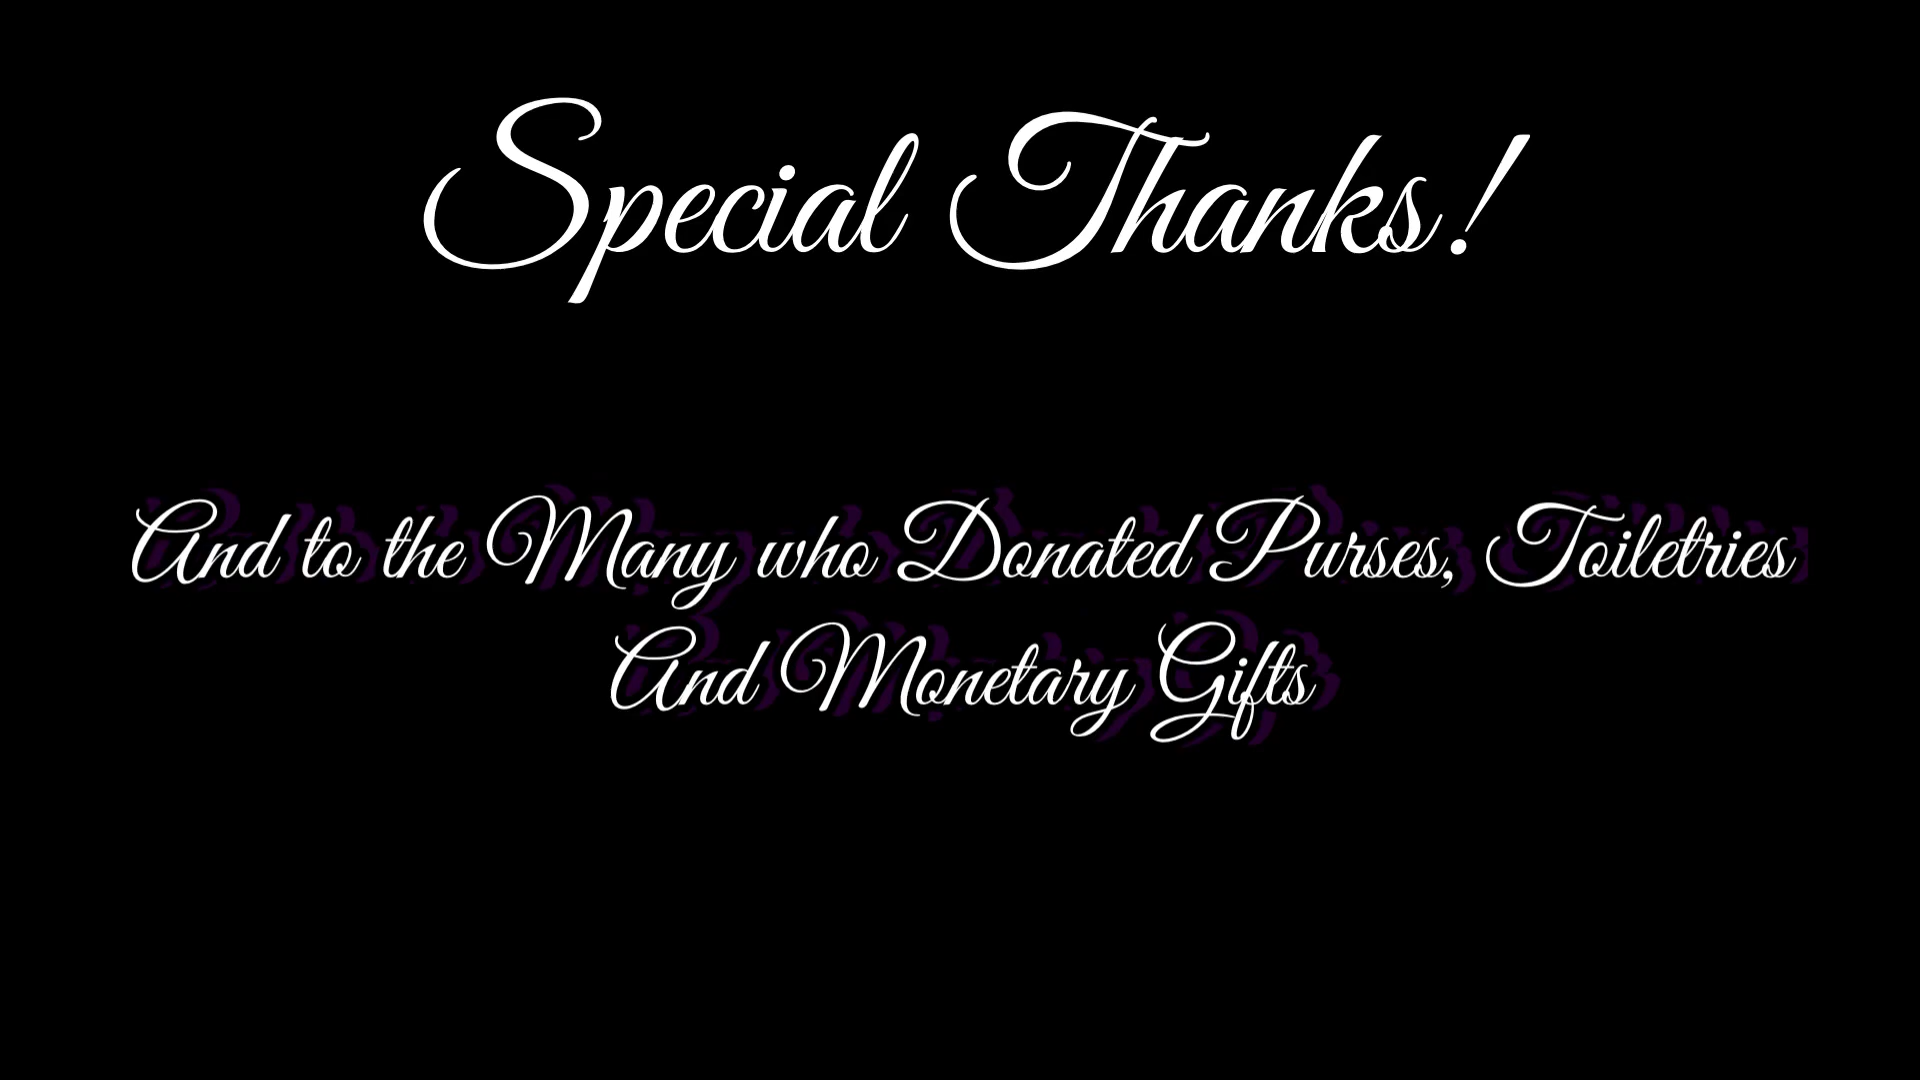 Special Thanks!
And to the Many who Donated Purses, Toiletries
And Monetary Gifts